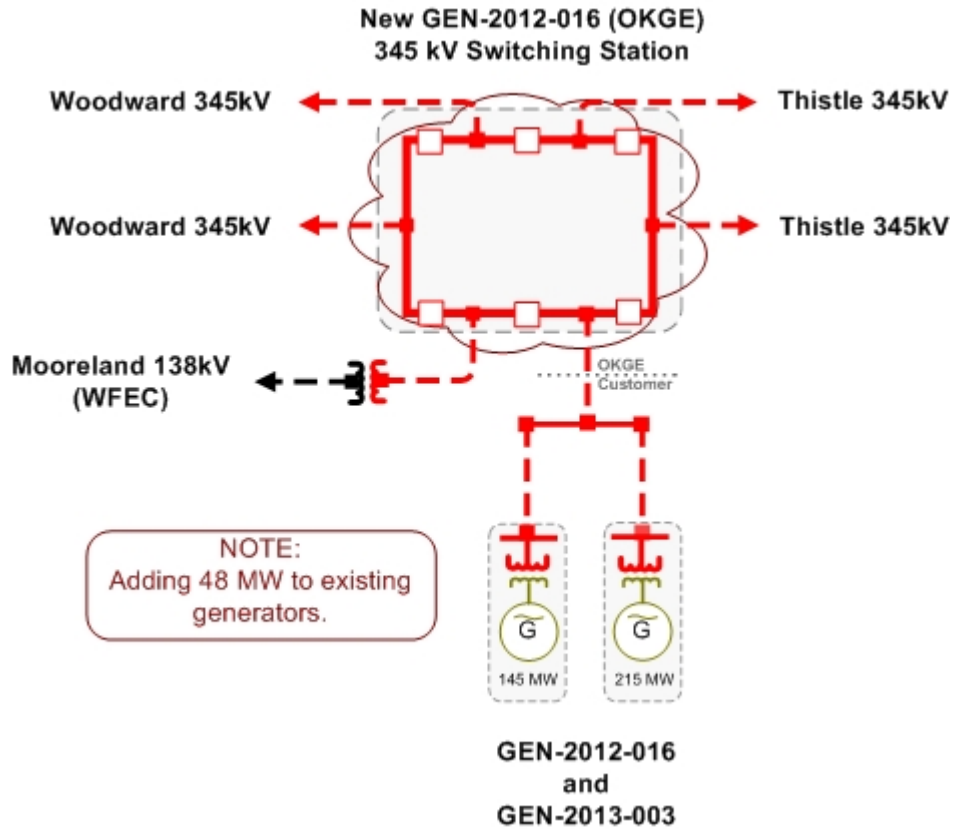 New GEN-2012-016 (OKGE)
345 kV Switching Station
Woodward 345kV
Thistle 345kV
Woodward 345kV
Thistle 345kV
Mooreland 138kV
(WFEC)
OKGE
Customer
NOTE:
Adding 48 MW to existing
generators.
G
G
145 MW
215 MW
GEN-2012-016
and
GEN-2013-003